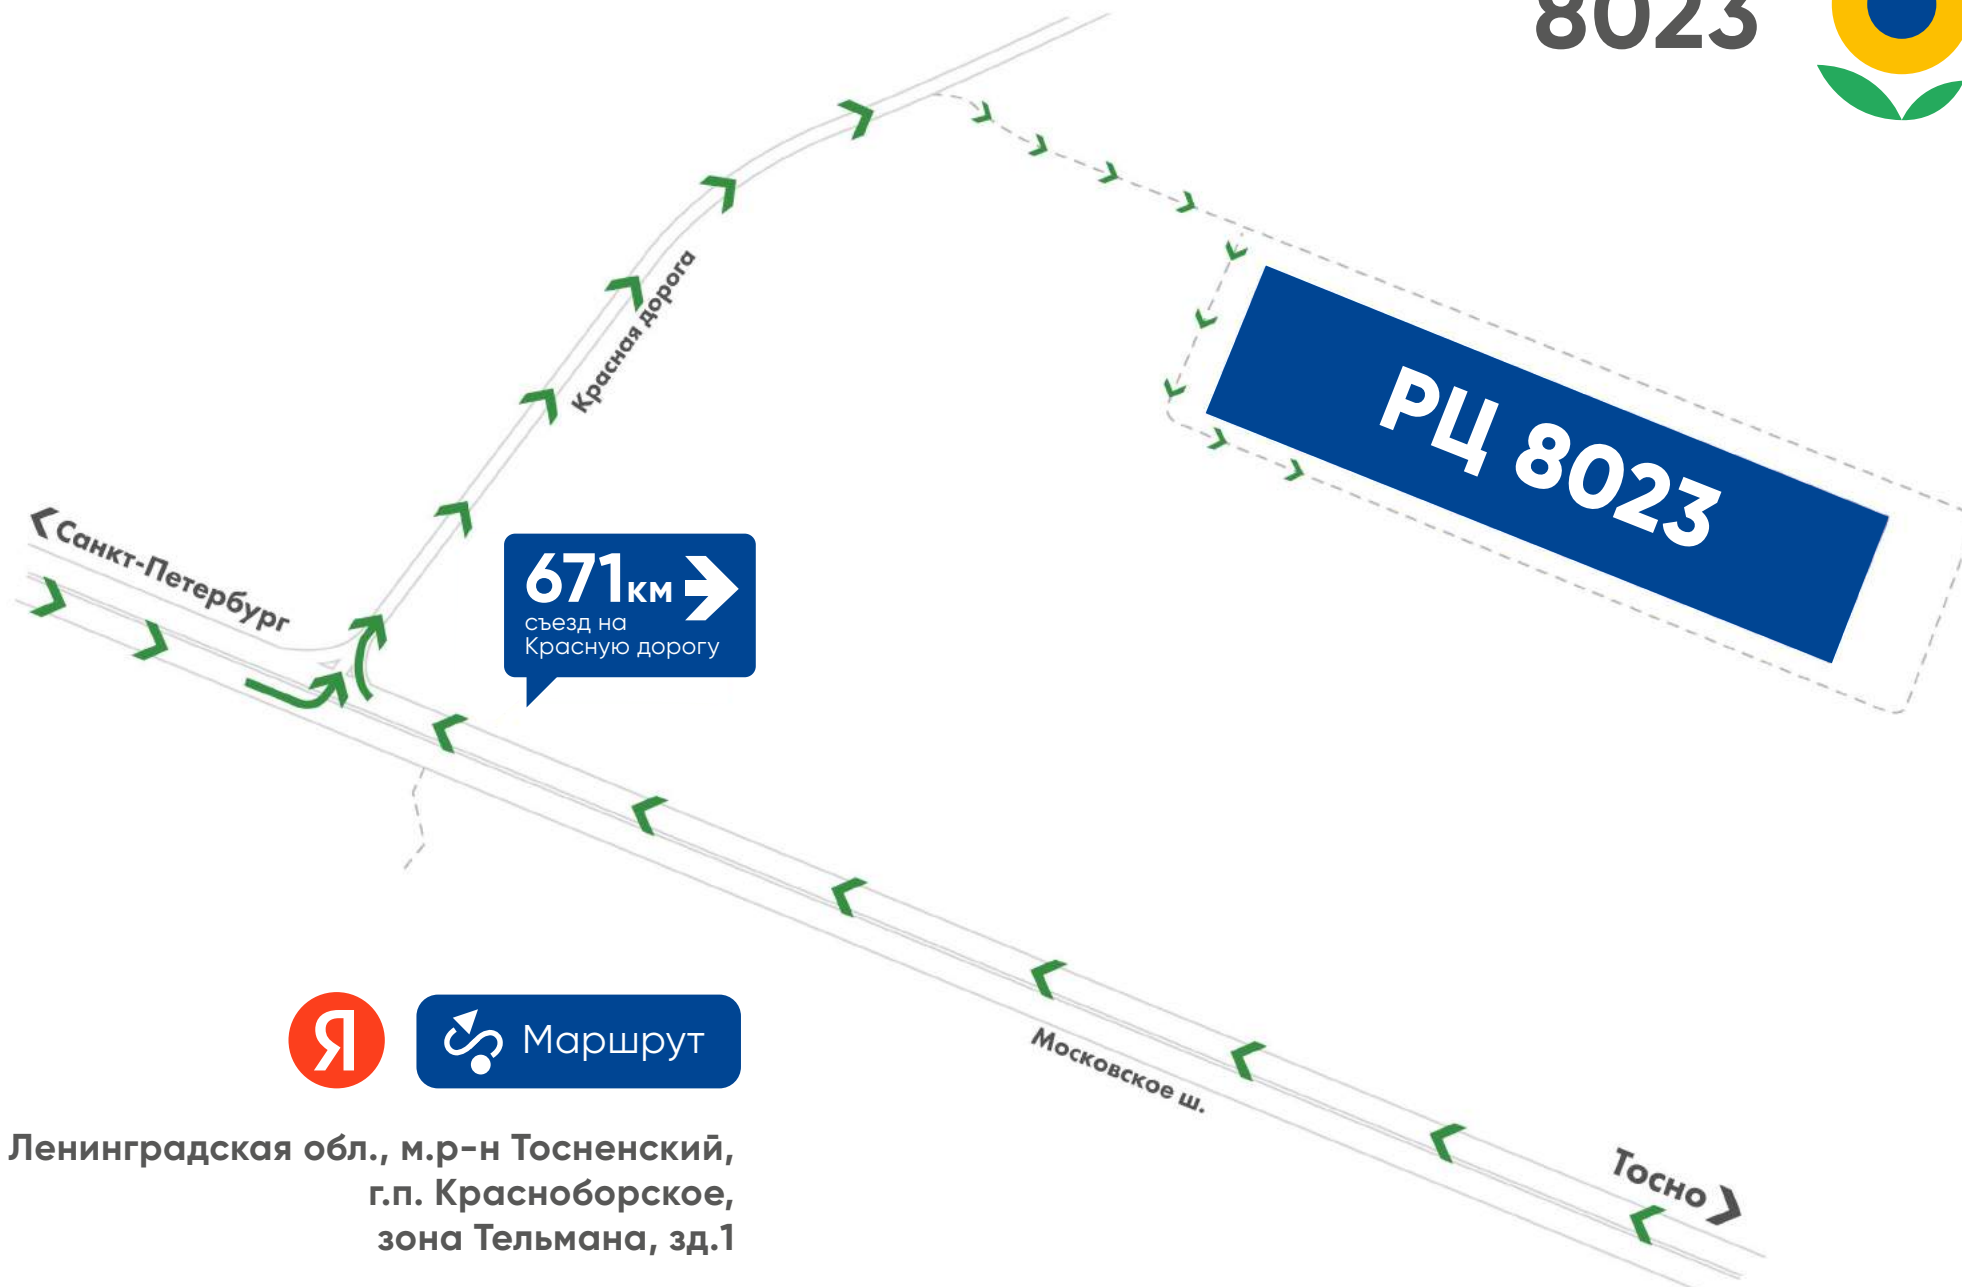 8023
Красная дорога
РЦ 8023
Санкт-Петербург
671км
съезд на
Красную дорогу
Я
Маршрут
Московское ш.
Тосно
Ленинградская обл., м.р-н Тосненский,
г.п. Красноборское,
зона Тельмана, зд.1